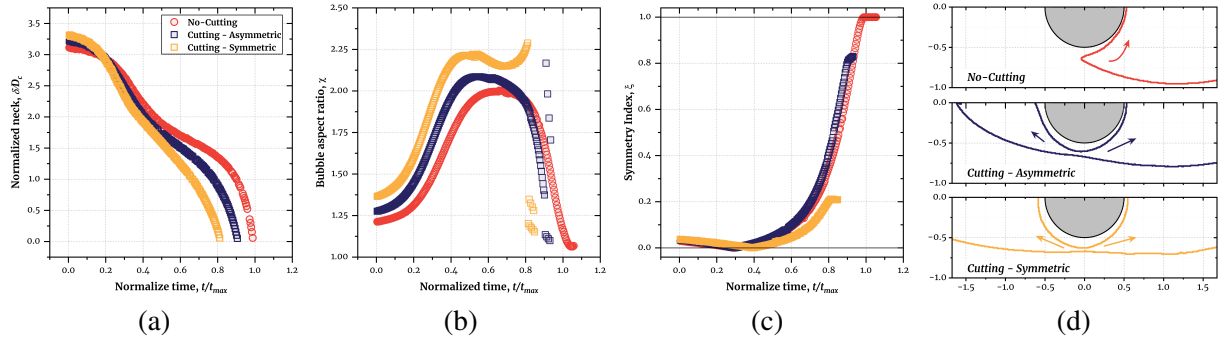 3.5
3.0
2.5
2.0
1.5
1.0
0.5
0.0
Normalized neck, δD_c
No-Cutting
Cutting - Asymmetric
Cutting - Symmetric
0.0 0.2 0.4 0.6 0.8 1.0 1.2
Normalize time, t/t_max
(a)
2.50
2.25
2.00
1.75
1.50
1.25
1.00
Bubble aspect ratio, χ
0.0 0.2 0.4 0.6 0.8 1.0 1.2
Normalized time, t/t_max
(b)
1.0
0.8
0.6
0.4
0.2
0.0
Symmetry Index, ξ
0.0 0.2 0.4 0.6 0.8 1.0 1.2
Normalize time, t/t_max
(c)
0.0
−0.5
−1.0
No-Cutting
0.0
−0.5
−1.0
Cutting - Asymmetric
0.0
−0.5
−1.0
Cutting - Symmetric
−1.5 −1.0 −0.5 0.0 0.5 1.0 1.5
(d)